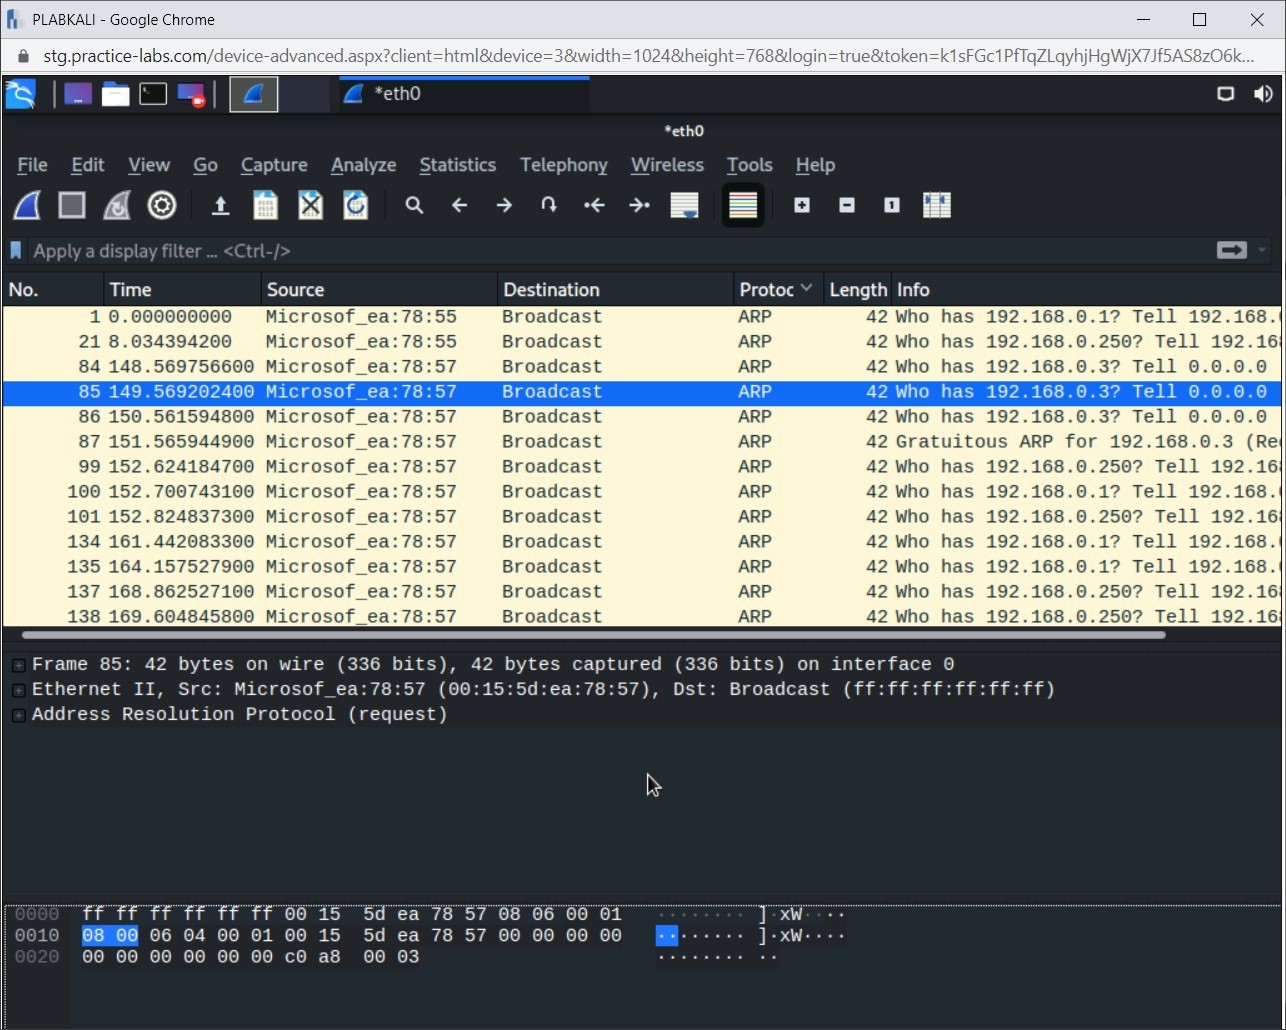 PLABKALI - Google Chrome
stg.practice-labs.com/device-advanced.aspx?client=html&device=3&width=1024&height=768&login=true&token=k1sFGc1PfTqZLqyhjHgWjX7Jf5AS8zO6k...
*eth0
*eth0
File Edit View Go Capture Analyze Statistics Telephony Wireless Tools Help
Apply a display filter ... <Ctrl-/>
No. Time Source Destination Protoc Length Info
1 0.000000000 Microsof_ea:78:55 Broadcast ARP 42 Who has 192.168.0.1? Tell 192.168.
21 8.034394200 Microsof_ea:78:55 Broadcast ARP 42 Who has 192.168.0.250? Tell 192.16
84 148.569756600 Microsof_ea:78:57 Broadcast ARP 42 Who has 192.168.0.3? Tell 0.0.0.0
85 149.569202400 Microsof_ea:78:57 Broadcast ARP 42 Who has 192.168.0.3? Tell 0.0.0.0
86 150.561594800 Microsof_ea:78:57 Broadcast ARP 42 Who has 192.168.0.3? Tell 0.0.0.0
87 151.565944900 Microsof_ea:78:57 Broadcast ARP 42 Gratuitous ARP for 192.168.0.3 (Re
99 152.624184700 Microsof_ea:78:57 Broadcast ARP 42 Who has 192.168.0.250? Tell 192.16
100 152.700743100 Microsof_ea:78:57 Broadcast ARP 42 Who has 192.168.0.1? Tell 192.168.
101 152.824837300 Microsof_ea:78:57 Broadcast ARP 42 Who has 192.168.0.250? Tell 192.16
134 161.442083300 Microsof_ea:78:57 Broadcast ARP 42 Who has 192.168.0.1? Tell 192.168.
135 164.157527900 Microsof_ea:78:57 Broadcast ARP 42 Who has 192.168.0.1? Tell 192.168.
137 168.862527100 Microsof_ea:78:57 Broadcast ARP 42 Who has 192.168.0.250? Tell 192.16
138 169.604845800 Microsof_ea:78:57 Broadcast ARP 42 Who has 192.168.0.250? Tell 192.16
Frame 85: 42 bytes on wire (336 bits), 42 bytes captured (336 bits) on interface 0
Ethernet II, Src: Microsof_ea:78:57 (00:15:5d:ea:78:57), Dst: Broadcast (ff:ff:ff:ff:ff:ff)
Address Resolution Protocol (request)
0000 ff ff ff ff ff ff 00 15 5d ea 78 57 08 06 00 01 ········ ]·xW····
0010 08 00 06 04 00 01 00 15 5d ea 78 57 00 00 00 00 ········ ]·xW····
0020 00 00 00 00 00 00 c0 a8 00 03 ········ ··